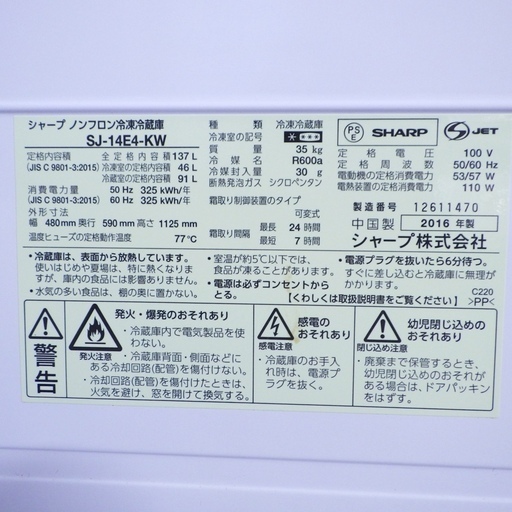 シャープ ノンフロン冷凍冷蔵庫
SJ-14E4-KW
定格内容積 全定格内容積 137 L
(JIS C 9801-3:2015) 冷凍室の定格内容積 46 L
冷蔵室の定格内容積 91 L
消費電力量 50 Hz 325 kWh/年
(JIS C 9801-3:2015) 60 Hz 325 kWh/年
外形寸法
幅 480mm 奥行 590mm 高さ 1125 mm
温度ヒューズの定格動作温度 77℃
種類 冷凍冷蔵庫
冷凍室の記号
質量 35 kg
冷媒名 R600a
冷媒封入量 30 g
断熱発泡ガス シクロペンタン
霜取り制御装置のタイプ
可変式
霜取り間隔 最長 24 時間
最短 7 時間
PS
E
SHARP
S JET
定格電圧 100 V
定格周波数 50/60 Hz
電動機の定格消費電力 53/57 W
電熱装置の定格消費電力 110 W
製造番号 12611470
中国製 2016 年製
シャープ株式会社
・冷蔵庫は、表面から放熱しています。
使いはじめや夏場は、特に熱くなりますが、庫内の食品には影響ありません。
・水気の多い食品は、棚の奥に置かない。
・室温が約5℃以下では、食品が凍ることがある。
・電源は必ずコンセントからとる。
・電源プラグを抜いたら6分待つ。
すぐに差し込むと冷蔵庫に無理がかかります。
【くわしくは取扱説明書をご覧ください】
C220
>PP<
警告
発火注意
発火・爆発のおそれあり
・冷蔵庫内で電気製品を使わない。
・冷蔵庫背面・側面などにある冷却回路(配管)を傷付けない。
・冷却回路(配管)を傷付けたときは、火気を避け、窓を開けて換気する。
感電注意
感電のおそれあり
・冷蔵庫のお手入れ時は、電源プラグを抜く。
閉じ込め注意
幼児閉じ込めのおそれあり
・廃棄まで保管するとき、幼児閉じ込めのおそれがある場合は、ドアパッキンをはずす。